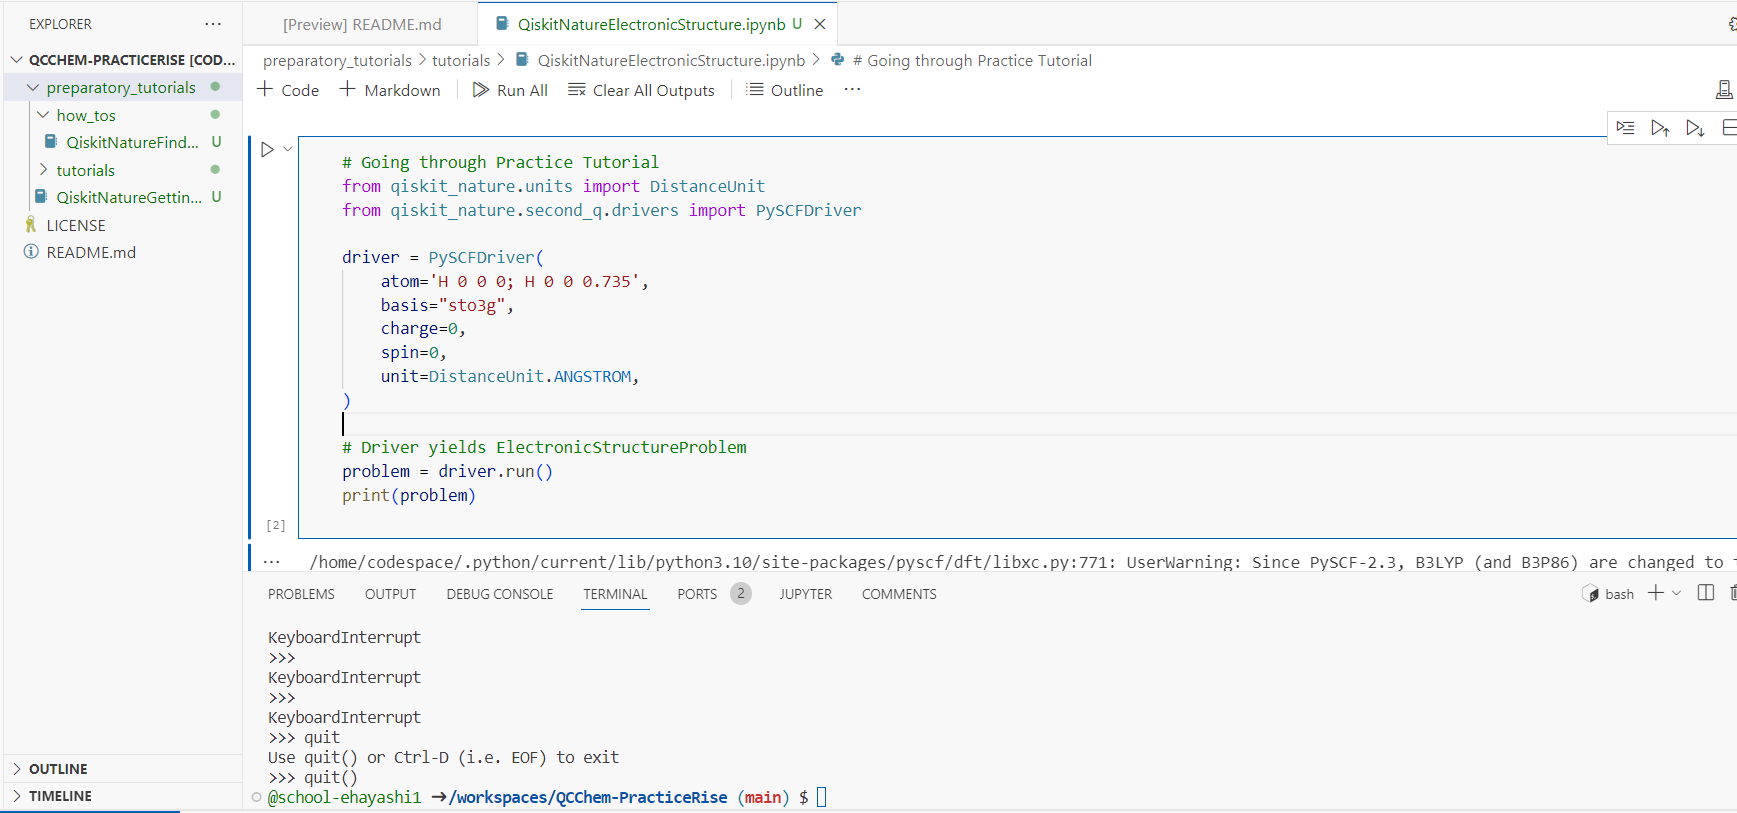 EXPLORER ···
QCCHEM-PRACTICERISE [COD...
preparatory_tutorials
how_tos
QiskitNatureFind... U
tutorials
QiskitNatureGettin... U
LICENSE
README.md
OUTLINE
TIMELINE
[Preview] README.md
QiskitNatureElectronicStructure.ipynb U
preparatory_tutorials > tutorials > QiskitNatureElectronicStructure.ipynb > # Going through Practice Tutorial
+ Code + Markdown Run All Clear All Outputs Outline ···
# Going through Practice Tutorial
from qiskit_nature.units import DistanceUnit
from qiskit_nature.second_q.drivers import PySCFDriver
driver = PySCFDriver(
atom='H 0 0 0; H 0 0 0.735',
basis="sto3g",
charge=0,
spin=0,
unit=DistanceUnit.ANGSTROM,
)
# Driver yields ElectronicStructureProblem
problem = driver.run()
print(problem)
[2]
··· /home/codespace/.python/current/lib/python3.10/site-packages/pyscf/dft/libxc.py:771: UserWarning: Since PySCF-2.3, B3LYP (and B3P86) are changed to
PROBLEMS OUTPUT DEBUG CONSOLE TERMINAL PORTS 2 JUPYTER COMMENTS
bash
KeyboardInterrupt
>>>
KeyboardInterrupt
>>>
KeyboardInterrupt
>>> quit
Use quit() or Ctrl-D (i.e. EOF) to exit
>>> quit()
@school-ehayashi1 →/workspaces/QCChem-PracticeRise (main) $